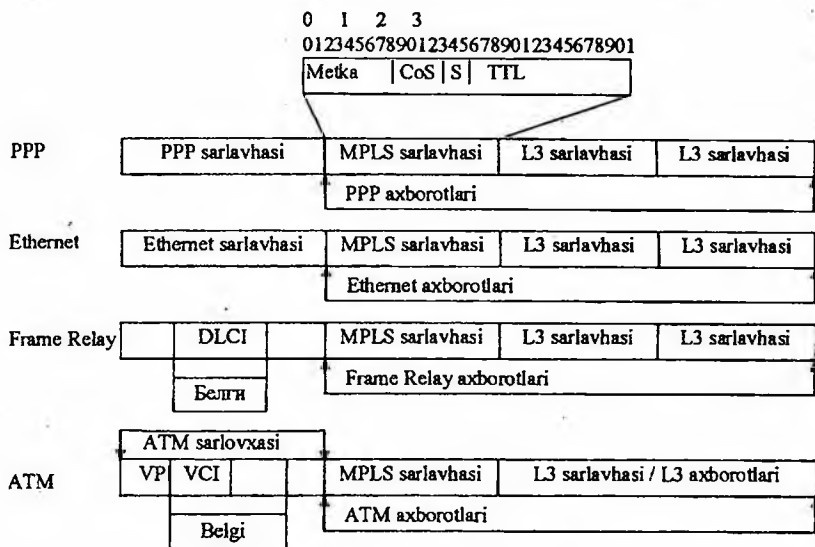 0 1 2 3
01234567890123456789012345678901
Metka | CoS | S | TTL
PPP PPP sarlavhasi MPLS sarlavhasi L3 sarlavhasi L3 sarlavhasi
PPP axborotlari
Ethernet Ethernet sarlavhasi MPLS sarlavhasi L3 sarlavhasi L3 sarlavhasi
Ethernet axborotlari
Frame Relay DLCI MPLS sarlavhasi L3 sarlavhasi L3 sarlavhasi
Frame Relay axborotlari
Белги
ATM sarlovxasi
ATM VP VCI MPLS sarlavhasi L3 sarlavhasi / L3 axborotlari
ATM axborotlari
Belgi